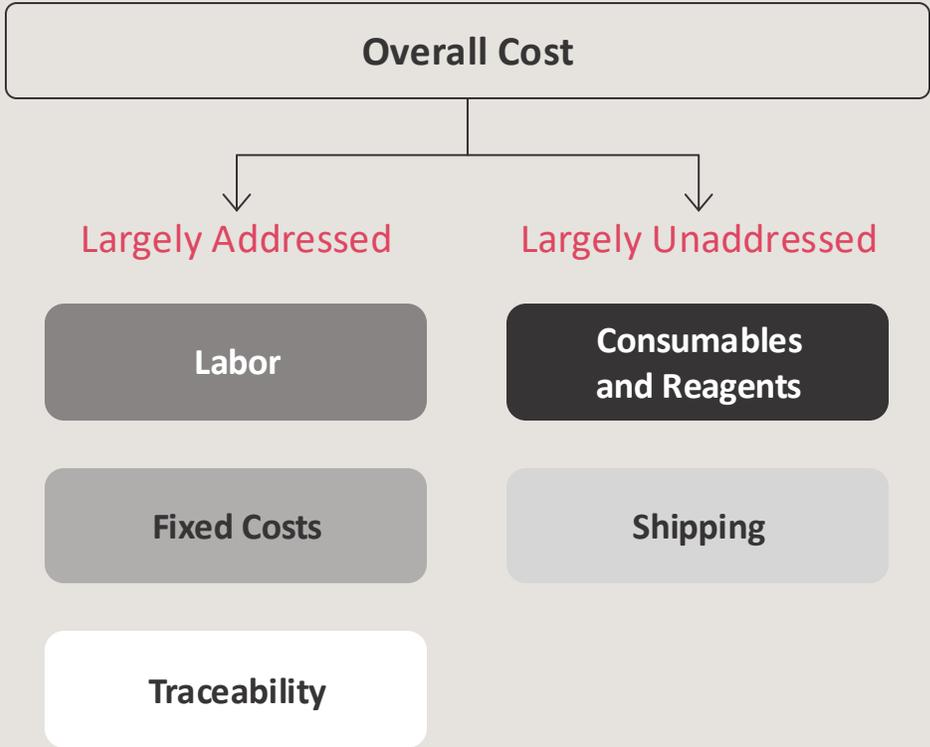 Overall Cost
Largely Addressed
Largely Unaddressed
Labor
Consumables
and Reagents
Fixed Costs
Shipping
Traceability